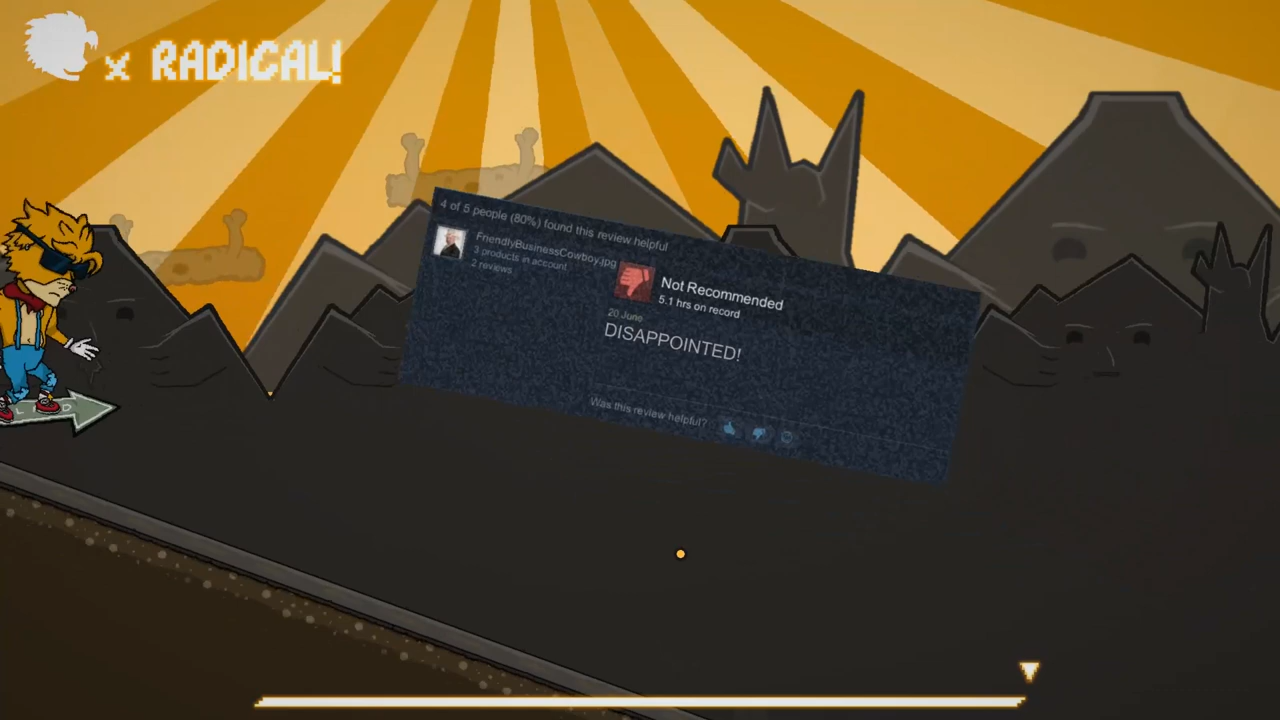 x RADICAL!
4 of 5 people (80%) found this review helpful
FriendlyBusinessCowboy.jpg
3 products in account
2 reviews
Not Recommended
5.1 hrs on record
20 June
DISAPPOINTED!
Was this review helpful?